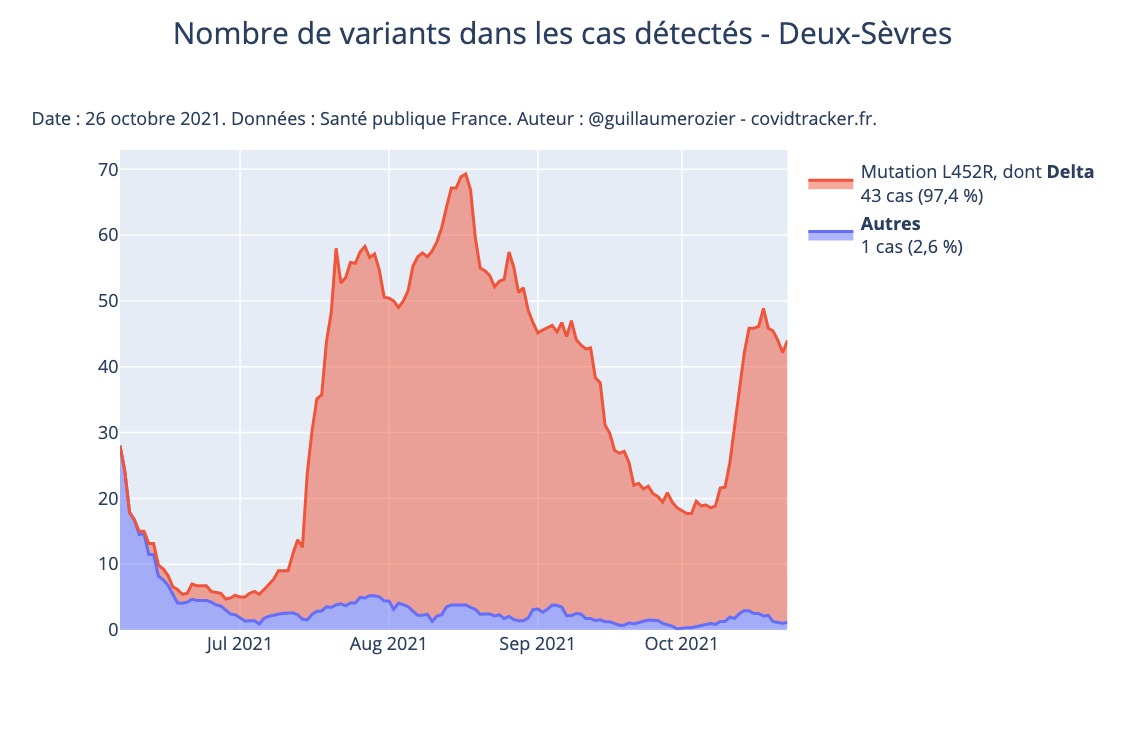 Nombre de variants dans les cas détectés - Deux-Sèvres
Date : 26 octobre 2021. Données : Santé publique France. Auteur : @guillaumerozier - covidtracker.fr.
70
60
50
40
30
20
10
0
Jul 2021
Aug 2021
Sep 2021
Oct 2021
Mutation L452R, dont Delta
43 cas (97,4 %)
Autres
1 cas (2,6 %)